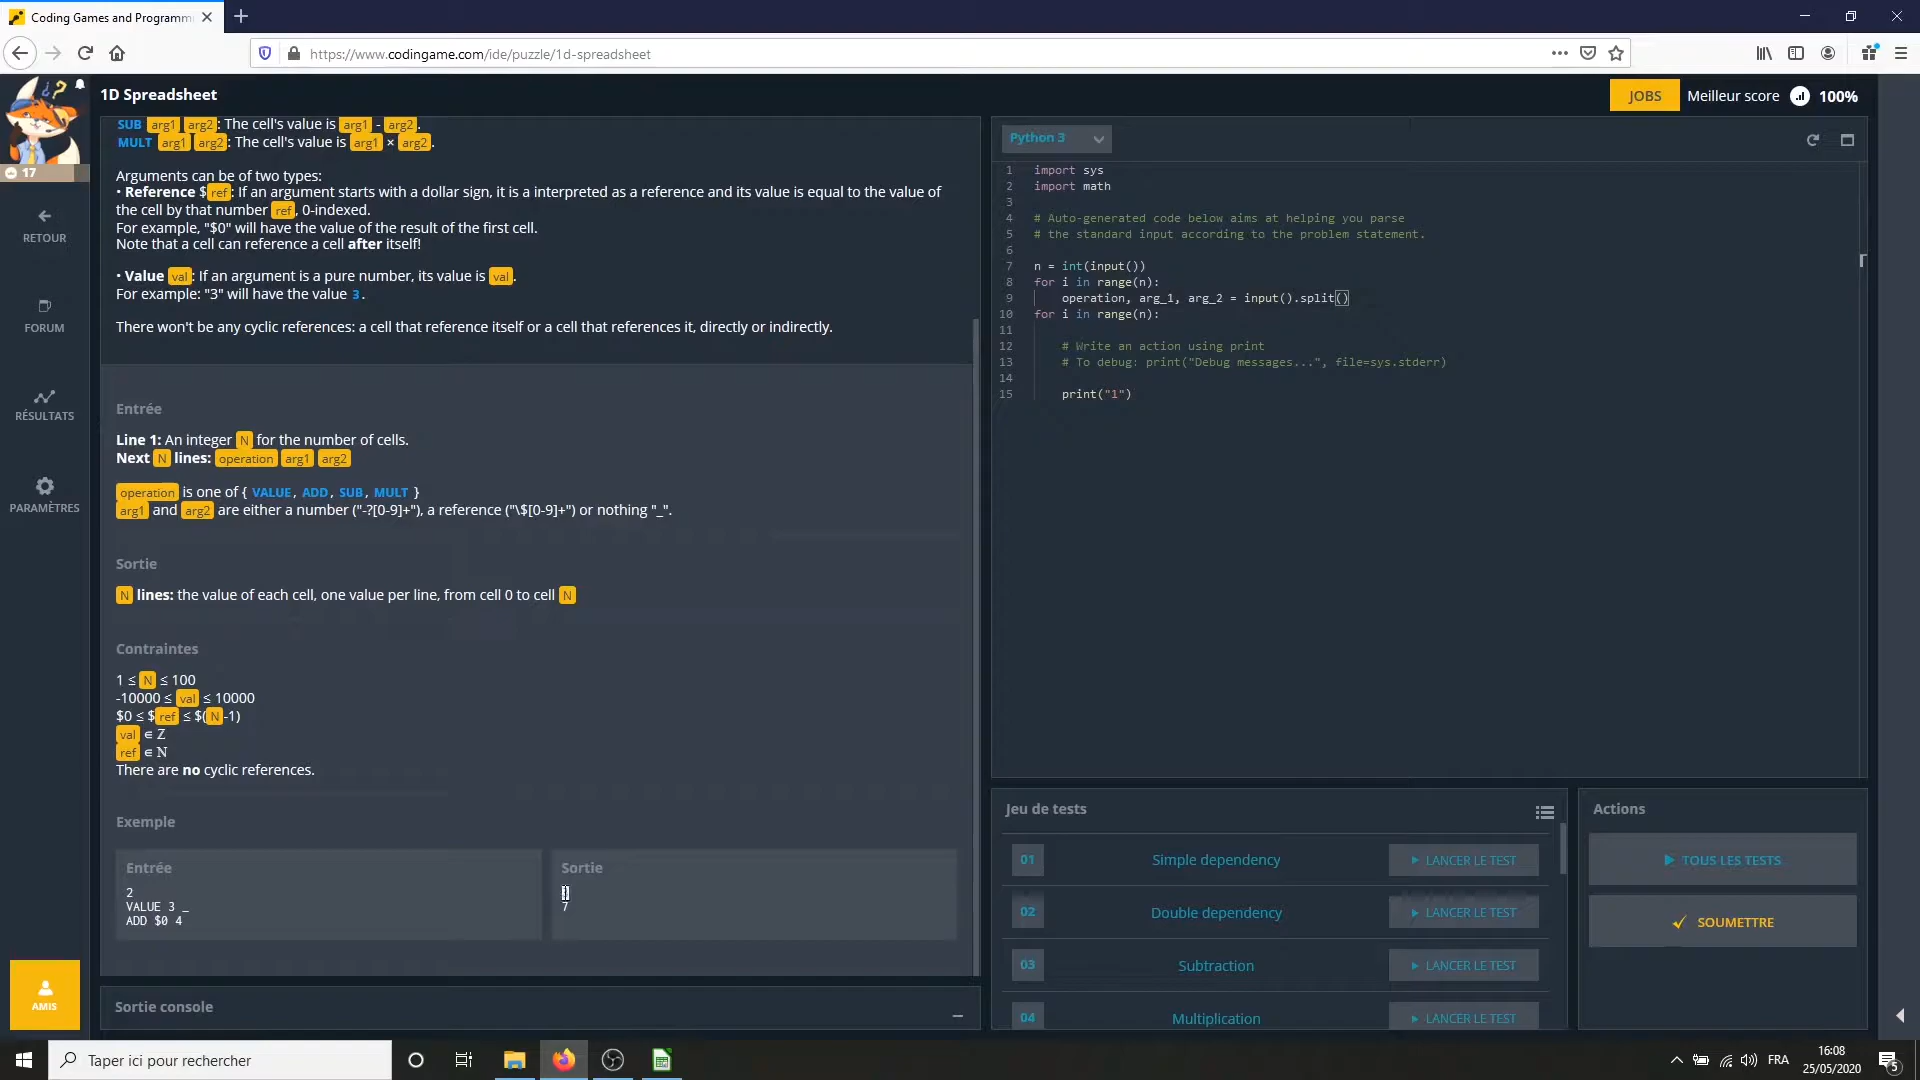 Coding Games and Programm
https://www.codingame.com/ide/puzzle/1d-spreadsheet
17
RETOUR
FORUM
RÉSULTATS
PARAMÈTRES
AMIS
1D Spreadsheet
JOBS
Meilleur score
100%
SUB arg1 arg2: The cell's value is arg1 - arg2.
MULT arg1 arg2: The cell's value is arg1 × arg2.
Arguments can be of two types:
• Reference $ref: If an argument starts with a dollar sign, it is a interpreted as a reference and its value is equal to the value of
the cell by that number ref, 0-indexed.
For example, "$0" will have the value of the result of the first cell.
Note that a cell can reference a cell after itself!
• Value val: If an argument is a pure number, its value is val.
For example: "3" will have the value 3.
There won't be any cyclic references: a cell that reference itself or a cell that references it, directly or indirectly.
Entrée
Line 1: An integer N for the number of cells.
Next N lines: operation arg1 arg2
operation is one of { VALUE, ADD, SUB, MULT }
arg1 and arg2 are either a number ("-?[0-9]+"), a reference ("\$[0-9]+") or nothing "_".
Sortie
N lines: the value of each cell, one value per line, from cell 0 to cell N
Contraintes
1 ≤ N ≤ 100
-10000 ≤ val ≤ 10000
$0 ≤ $ref ≤ $(N-1)
val ∈ Z
ref ∈ N
There are no cyclic references.
Exemple
Entrée
2
VALUE 3 _
ADD $0 4
Sortie
7
Sortie console
Python 3
1 import sys
2 import math
3
4 # Auto-generated code below aims at helping you parse
5 # the standard input according to the problem statement.
6
7 n = int(input())
8 for i in range(n):
9 operation, arg_1, arg_2 = input().split()
10 for i in range(n):
11
12 # Write an action using print
13 # To debug: print("Debug messages...", file=sys.stderr)
14
15 print("1")
Jeu de tests
01 Simple dependency LANCER LE TEST
02 Double dependency LANCER LE TEST
03 Subtraction LANCER LE TEST
04 Multiplication LANCER LE TEST
Actions
TOUS LES TESTS
SOUMETTRE
Taper ici pour rechercher
FRA
16:08
25/05/2020
5